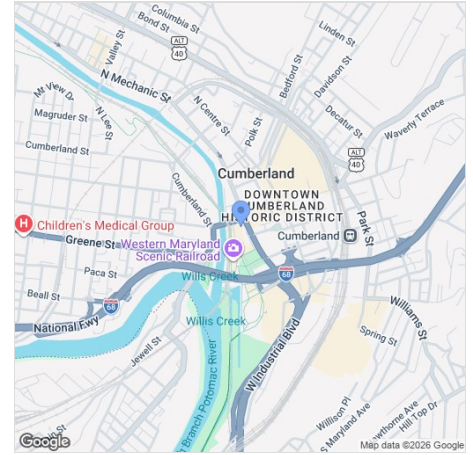 Columbia St
Bond St
ALT
US
40
Linden St
Valley St
Davidson St
Bedford St
N Mechanic St
Mt View Dr
N Lee St
Magruder St
N Centre St
Polk St
Decatur St
Waverly Terrace
Cumberland St
ALT
US
40
Cumberland
DOWNTOWN
CUMBERLAND
HISTORIC DISTRICT
Cumberland St
Park St
H
Children's Medical Group
Greene St
Cumberland
Western Maryland
Scenic Railroad
Paca St
68
Wills Creek
Beall St
68
National Fwy
Willis Creek
Williams St
Jewell St
W Industrial Blvd
Spring St
Branch Potomac River
Willison Pl
Maryland Ave
Hill Top Dr
Google
Map data ©2026 Google